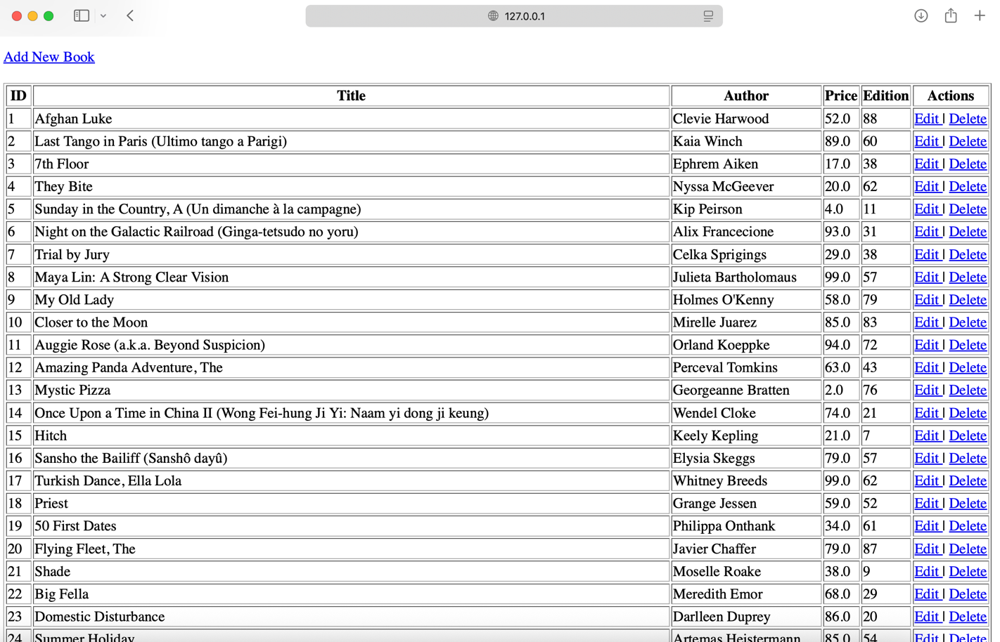 127.0.0.1
Add New Book
ID Title Author Price Edition Actions
1 Afghan Luke Clevie Harwood 52.0 88 Edit | Delete
2 Last Tango in Paris (Ultimo tango a Parigi) Kaia Winch 89.0 60 Edit | Delete
3 7th Floor Ephrem Aiken 17.0 38 Edit | Delete
4 They Bite Nyssa McGeever 20.0 62 Edit | Delete
5 Sunday in the Country, A (Un dimanche à la campagne) Kip Peirson 4.0 11 Edit | Delete
6 Night on the Galactic Railroad (Ginga-tetsudo no yoru) Alix Francecione 93.0 31 Edit | Delete
7 Trial by Jury Celka Sprigings 29.0 38 Edit | Delete
8 Maya Lin: A Strong Clear Vision Julieta Bartholomaus 99.0 57 Edit | Delete
9 My Old Lady Holmes O'Kenny 58.0 79 Edit | Delete
10 Closer to the Moon Mirelle Juarez 85.0 83 Edit | Delete
11 Auggie Rose (a.k.a. Beyond Suspicion) Orland Koeppke 94.0 72 Edit | Delete
12 Amazing Panda Adventure, The Perceval Tomkins 63.0 43 Edit | Delete
13 Mystic Pizza Georgeanne Bratten 2.0 76 Edit | Delete
14 Once Upon a Time in China II (Wong Fei-hung Ji Yi: Naam yi dong ji keung) Wendel Cloke 74.0 21 Edit | Delete
15 Hitch Keely Kepling 21.0 7 Edit | Delete
16 Sansho the Bailiff (Sanshô dayû) Elysia Skeggs 79.0 57 Edit | Delete
17 Turkish Dance, Ella Lola Whitney Breeds 99.0 62 Edit | Delete
18 Priest Grange Jessen 59.0 52 Edit | Delete
19 50 First Dates Philippa Onthank 34.0 61 Edit | Delete
20 Flying Fleet, The Javier Chaffer 79.0 87 Edit | Delete
21 Shade Moselle Roake 38.0 9 Edit | Delete
22 Big Fella Meredith Emor 68.0 29 Edit | Delete
23 Domestic Disturbance Darlleen Duprey 86.0 20 Edit | Delete
24 Summer Holiday Artemas Heistermann 85.0 54 Edit | Delete